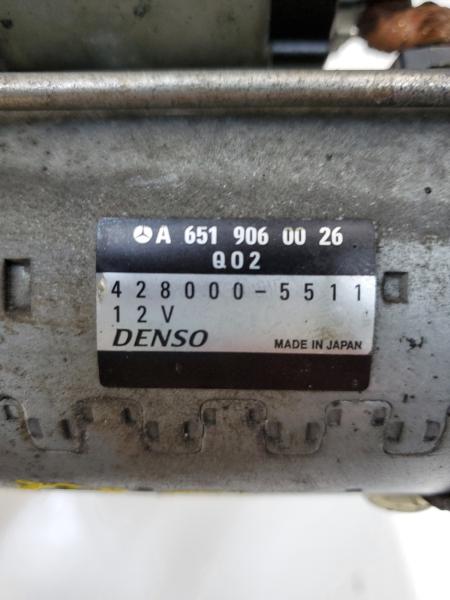 A 651 906 00 26
Q02
428000-5511
12V
DENSO MADE IN JAPAN